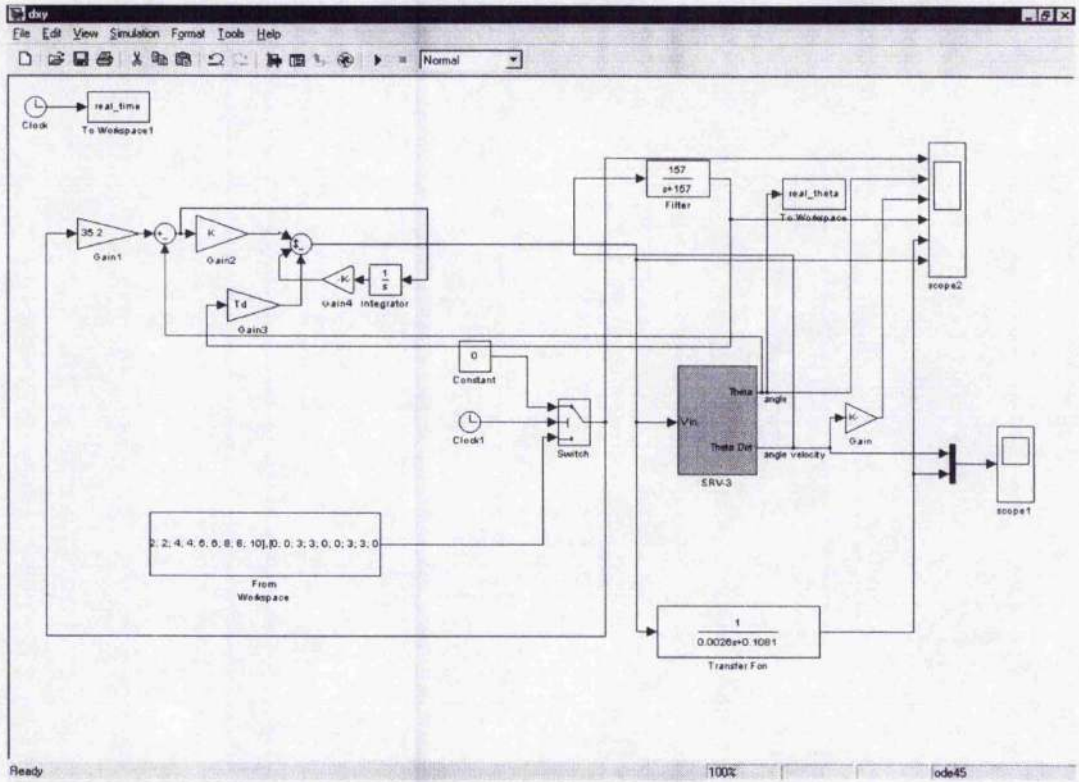 dxy
File Edit View Simulation Format Tools Help
Normal
real_time
Clock
To Workspace1
35.2
Gain1
K
Gain2
Td
Gain3
-K-
Gain4
1
s
Integrator
157
s+157
Filter
real_theta
To Workspace
scope2
0
Constant
Clock1
Switch
Vin
Theta
Theta Dot
SRV-3
angle
angle velocity
-K-
Gain
scope1
2; 2; 4; 4; 6; 6; 8; 8; 10],[0; 0; 3; 3; 0; 0; 3; 3; 0
From
Workspace
1
0.0026s+0.1081
Transfer Fcn
Ready
100%
ode45